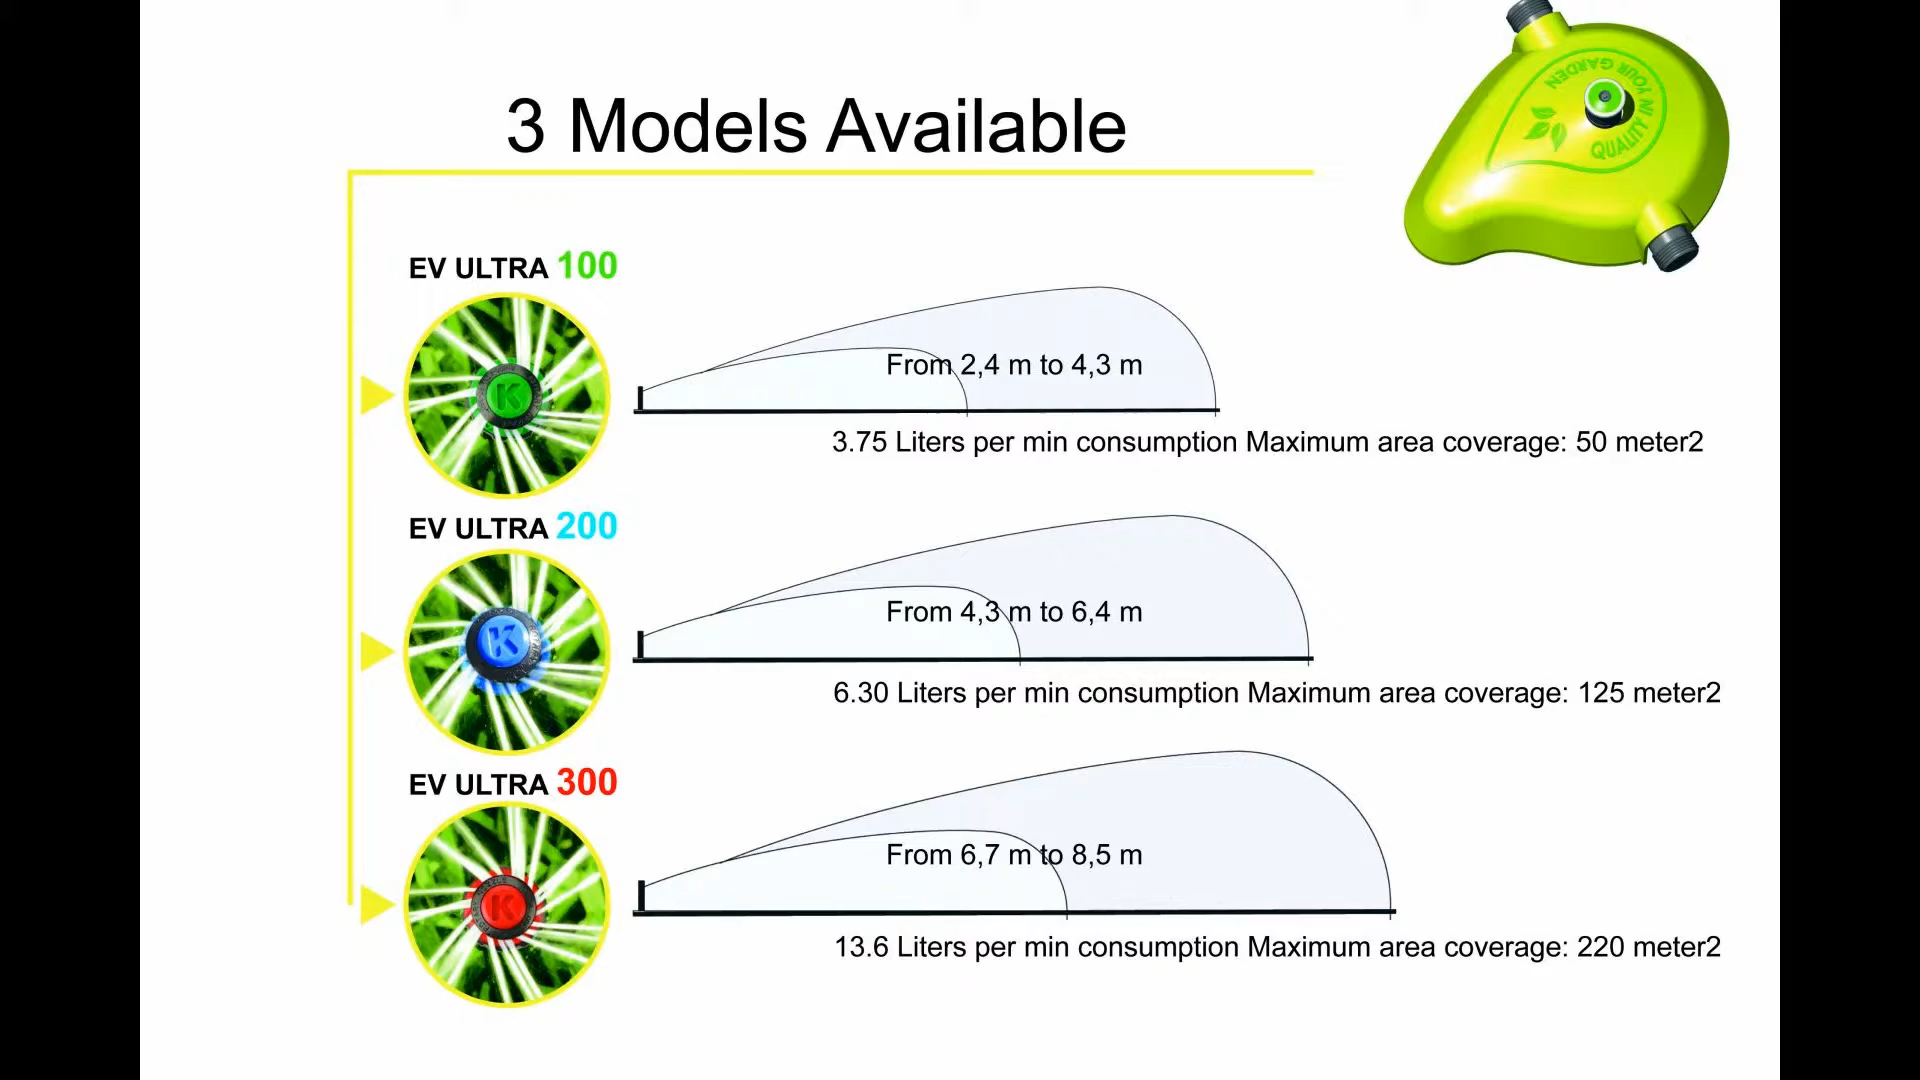 3 Models Available
QUALITY IN YOUR GARDEN
EV ULTRA 100
K
From 2,4 m to 4,3 m
3.75 Liters per min consumption Maximum area coverage: 50 meter2
EV ULTRA 200
K
From 4,3 m to 6,4 m
6.30 Liters per min consumption Maximum area coverage: 125 meter2
EV ULTRA 300
K
From 6,7 m to 8,5 m
13.6 Liters per min consumption Maximum area coverage: 220 meter2